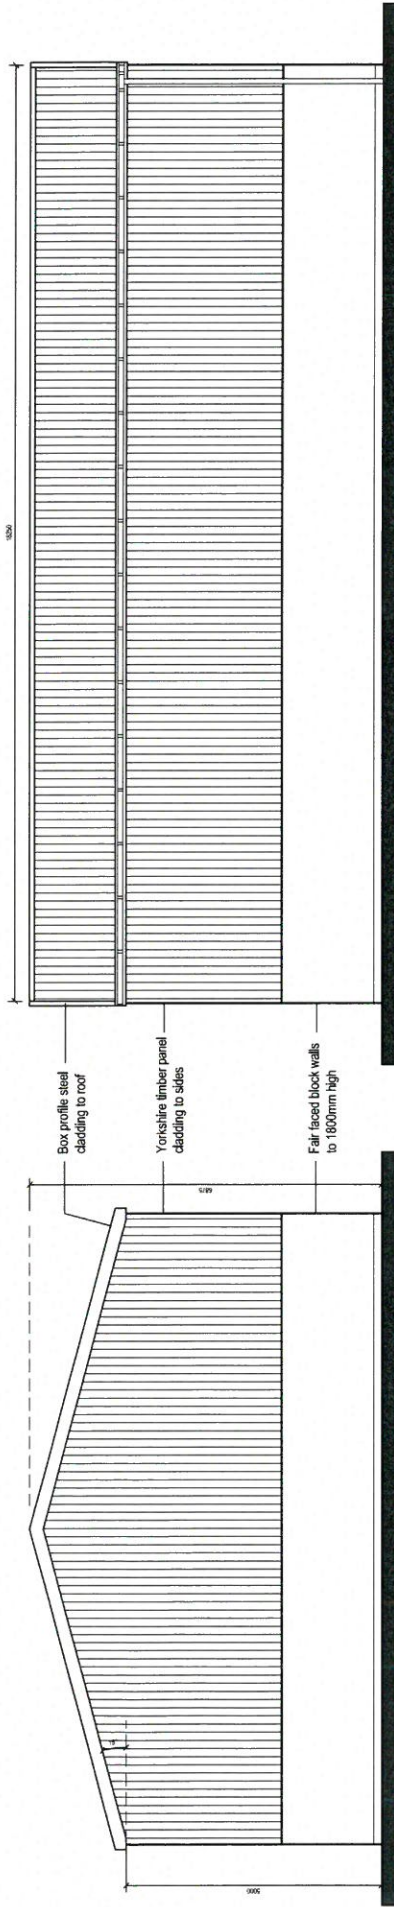 18250
Box profile steel
cladding to roof
Yorkshire timber panel
cladding to sides
Fair faced block walls
to 1800mm high
6875
15°
5000